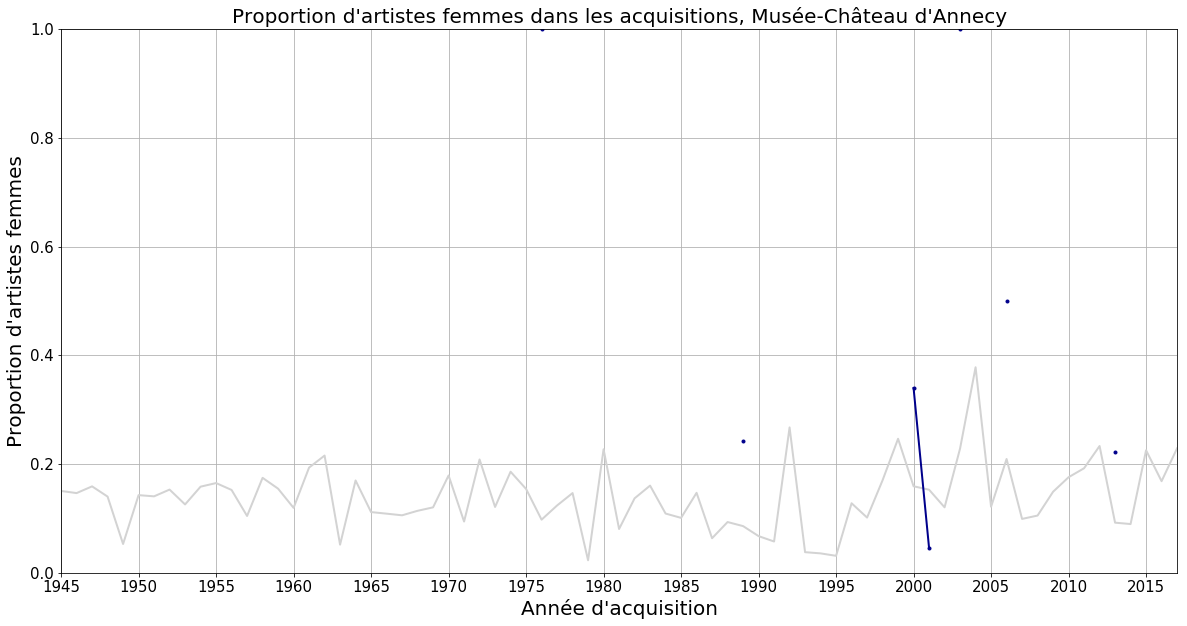 Proportion d'artistes femmes dans les acquisitions, Musée-Château d'Annecy
Proportion d'artistes femmes
1.0
0.8
0.6
0.4
0.2
0.0
1945 1950 1955 1960 1965 1970 1975 1980 1985 1990 1995 2000 2005 2010 2015
Année d'acquisition